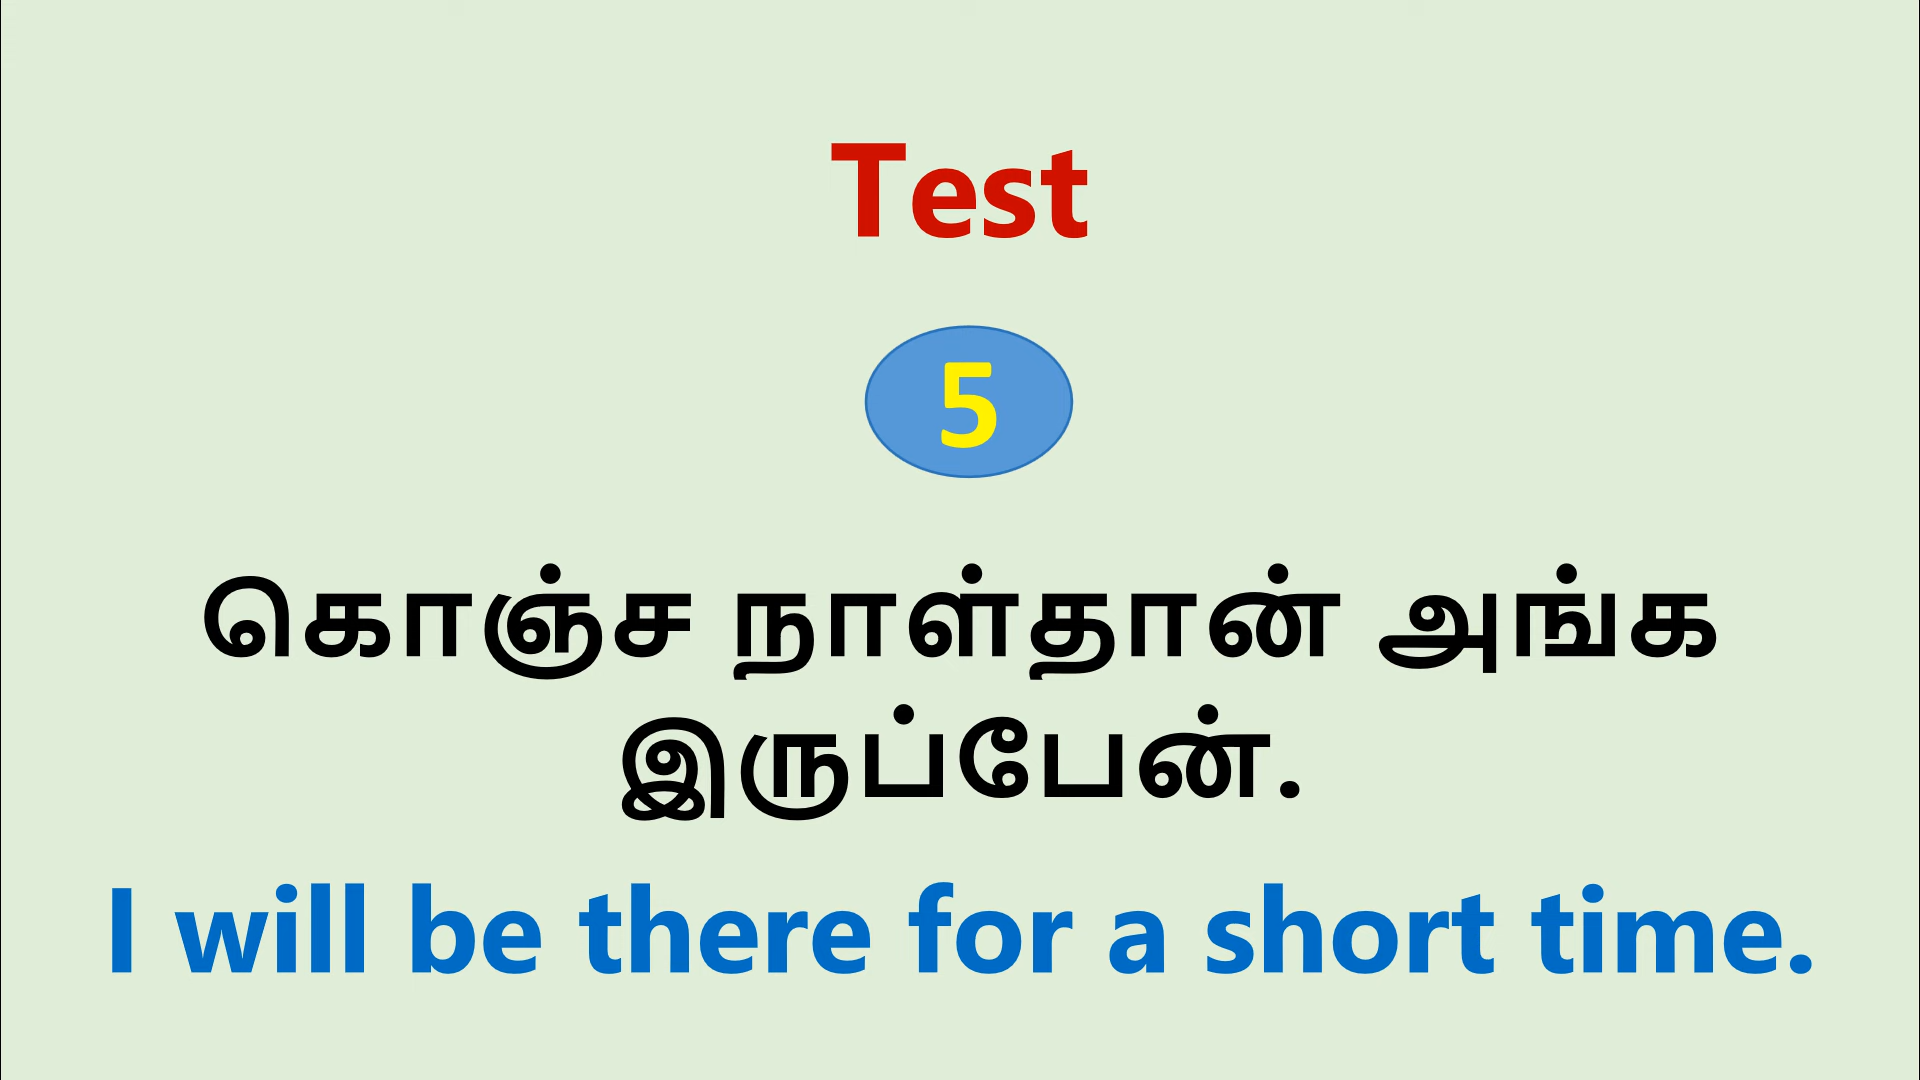 Test
5
கொஞ்ச நாள்தான் அங்க
இருப்பேன்.
I will be there for a short time.